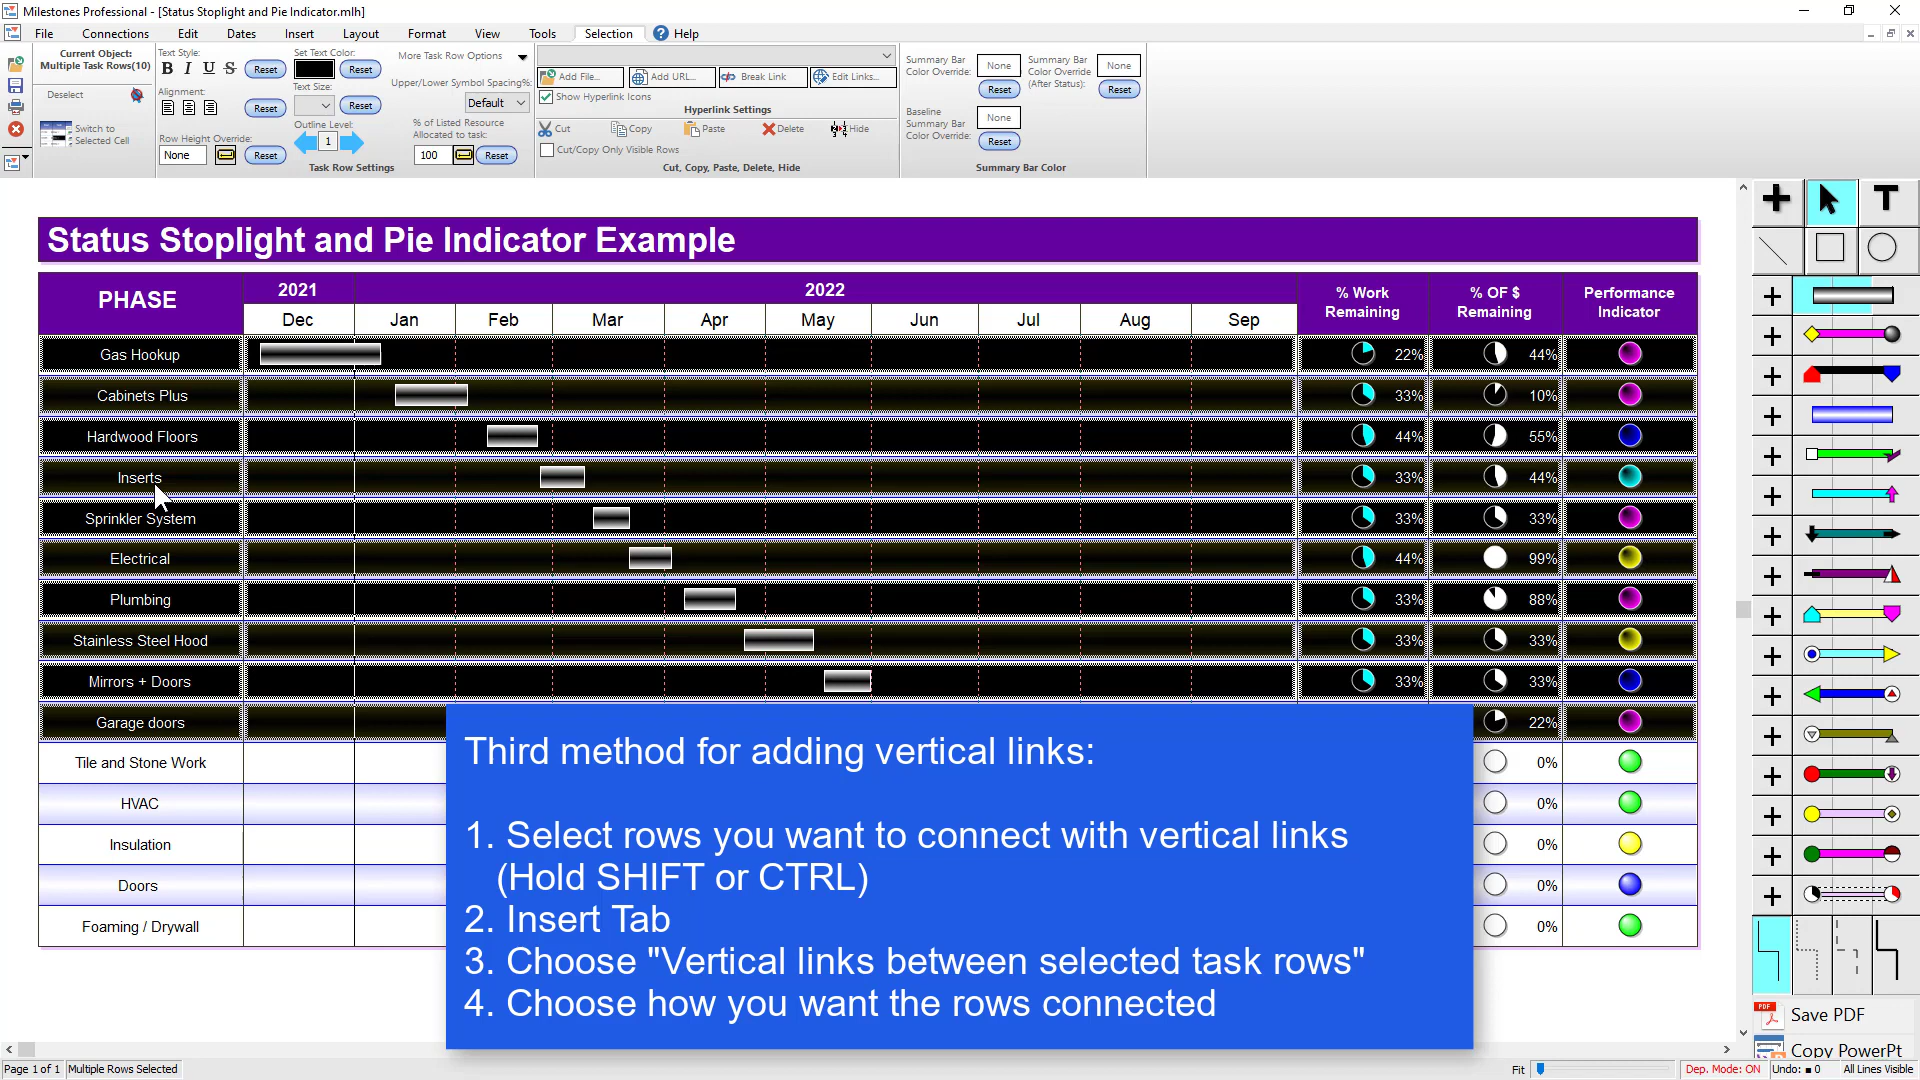 Milestones Professional - [Status Stoplight and Pie Indicator.mlh]
File Connections Edit Dates Insert Layout Format View Tools Selection Help
Current Object:
Multiple Task Rows(10)
Deselect
Switch to
Selected Cell
Text Style:
B I U S Reset
Alignment:
Reset
Row Height Override:
None Reset
Set Text Color:
Reset
Text Size:
Reset
Outline Level:
1
Task Row Settings
More Task Row Options
Upper/Lower Symbol Spacing%:
Default
% of Listed Resource
Allocated to task:
100 Reset
Add File... Add URL... Break Link Edit Links...
Show Hyperlink Icons
Hyperlink Settings
Cut Copy Paste Delete Hide
Cut/Copy Only Visible Rows
Cut, Copy, Paste, Delete, Hide
Summary Bar
Color Override:
None
Reset
Summary Bar
Color Override
(After Status):
None
Reset
Baseline
Summary Bar
Color Override:
None
Reset
Summary Bar Color
Status Stoplight and Pie Indicator Example
PHASE
2021 2022
Dec Jan Feb Mar Apr May Jun Jul Aug Sep
% Work
Remaining
% OF $
Remaining
Performance
Indicator
Gas Hookup 22% 44%
Cabinets Plus 33% 10%
Hardwood Floors 44% 55%
Inserts 33% 44%
Sprinkler System 33% 33%
Electrical 44% 99%
Plumbing 33% 88%
Stainless Steel Hood 33% 33%
Mirrors + Doors 33% 33%
Garage doors 22%
Tile and Stone Work 0%
HVAC 0%
Insulation 0%
Doors 0%
Foaming / Drywall 0%
Third method for adding vertical links:
1. Select rows you want to connect with vertical links
(Hold SHIFT or CTRL)
2. Insert Tab
3. Choose "Vertical links between selected task rows"
4. Choose how you want the rows connected
T
PDF
Save PDF
Copy PowerPt
Page 1 of 1 Multiple Rows Selected
Fit
Dep. Mode: ON Undo: 0 All Lines Visible